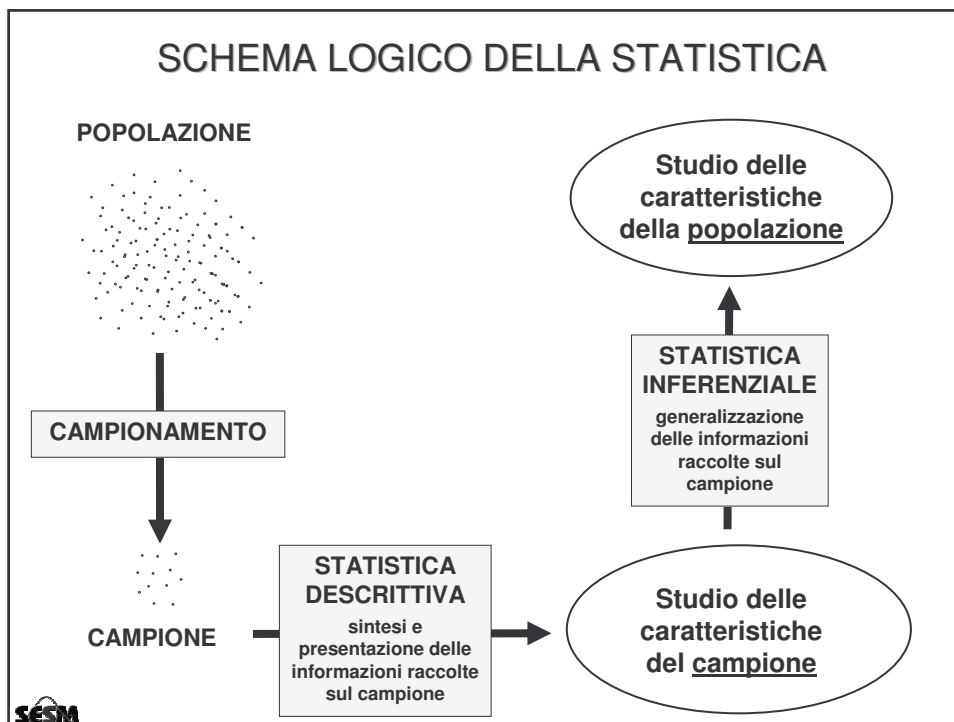 SCHEMA LOGICO DELLA STATISTICA
POPOLAZIONE
CAMPIONAMENTO
CAMPIONE
STATISTICA
DESCRITTIVA
sintesi e
presentazione delle
informazioni raccolte
sul campione
Studio delle
caratteristiche
del campione
STATISTICA
INFERENZIALE
generalizzazione
delle informazioni
raccolte sul
campione
Studio delle
caratteristiche
della popolazione
SESM